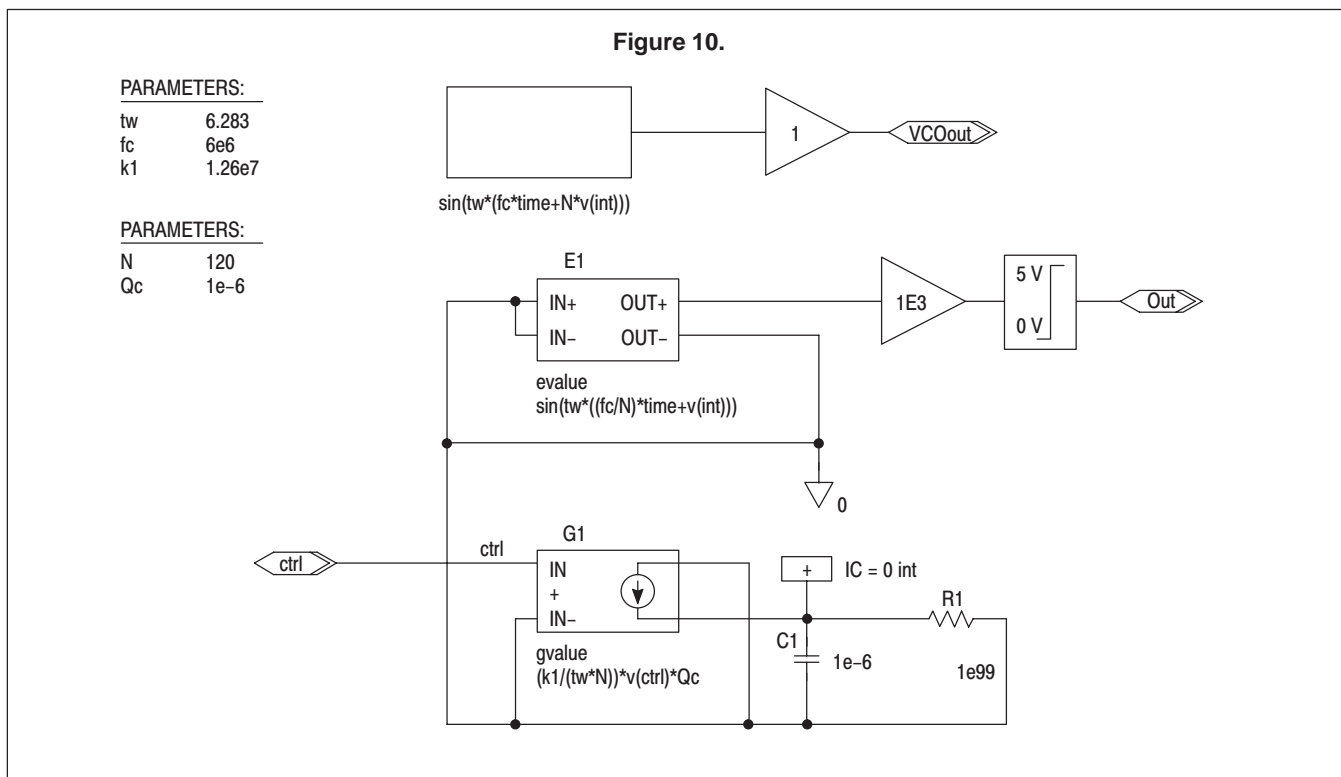 Figure 10.
PARAMETERS:
tw 6.283
fc 6e6
k1 1.26e7
PARAMETERS:
N 120
Qc 1e−6
1
VCOout
sin(tw*(fc*time+N*v(int)))
E1
IN+ OUT+
IN− OUT−
evalue
sin(tw*((fc/N)*time+v(int)))
1E3
5 V
0 V
Out
0
ctrl
ctrl
G1
IN
+
IN−
gvalue
(k1/(tw*N))*v(ctrl)*Qc
+
IC = 0 int
R1
C1
1e−6
1e99